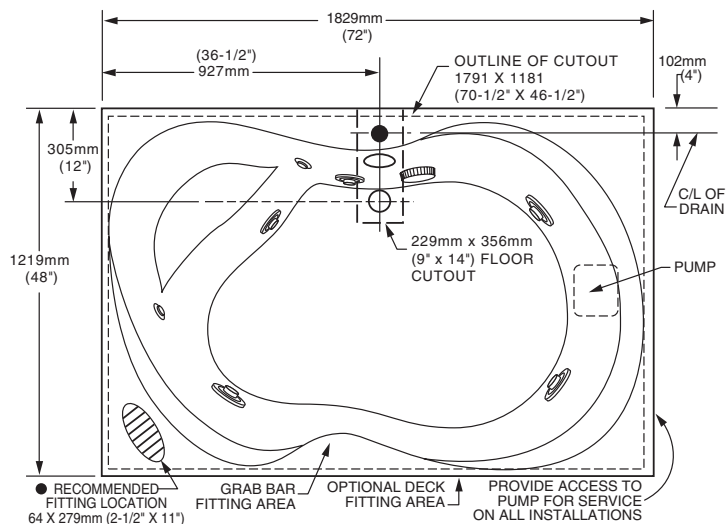 1829mm
(72")
(36-1/2")
927mm
OUTLINE OF CUTOUT
1791 X 1181
(70-1/2" X 46-1/2")
102mm
(4")
305mm
(12")
C/L OF
DRAIN
229mm x 356mm
(9" x 14") FLOOR
CUTOUT
1219mm
(48")
PUMP
RECOMMENDED
FITTING LOCATION
64 X 279mm (2-1/2" X 11")
GRAB BAR
FITTING AREA
OPTIONAL DECK
FITTING AREA
PROVIDE ACCESS TO
PUMP FOR SERVICE
ON ALL INSTALLATIONS